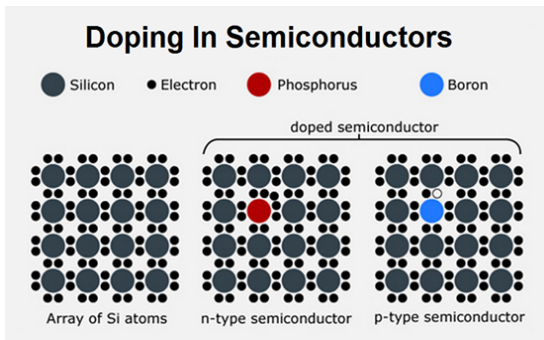 Doping In Semiconductors
Silicon
Electron
Phosphorus
Boron
doped semiconductor
Array of Si atoms
n-type semiconductor
p-type semiconductor